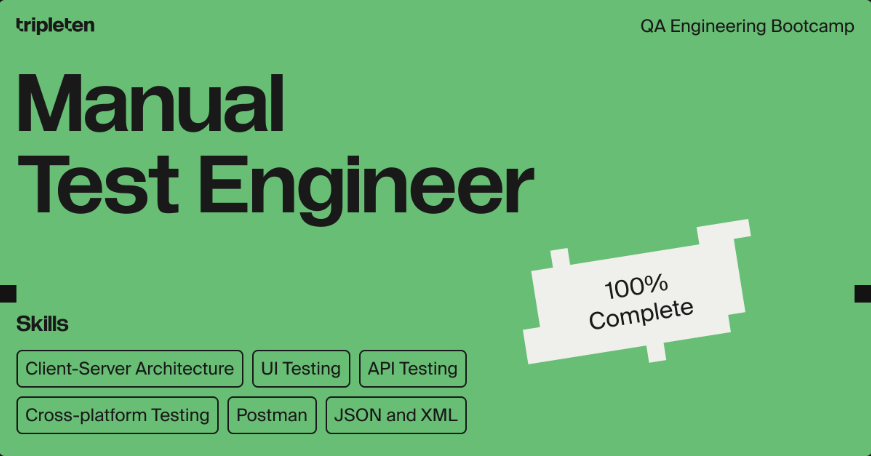 tripleten
QA Engineering Bootcamp
Manual
Test Engineer
100%
Complete
Skills
Client-Server Architecture
UI Testing
API Testing
Cross-platform Testing
Postman
JSON and XML